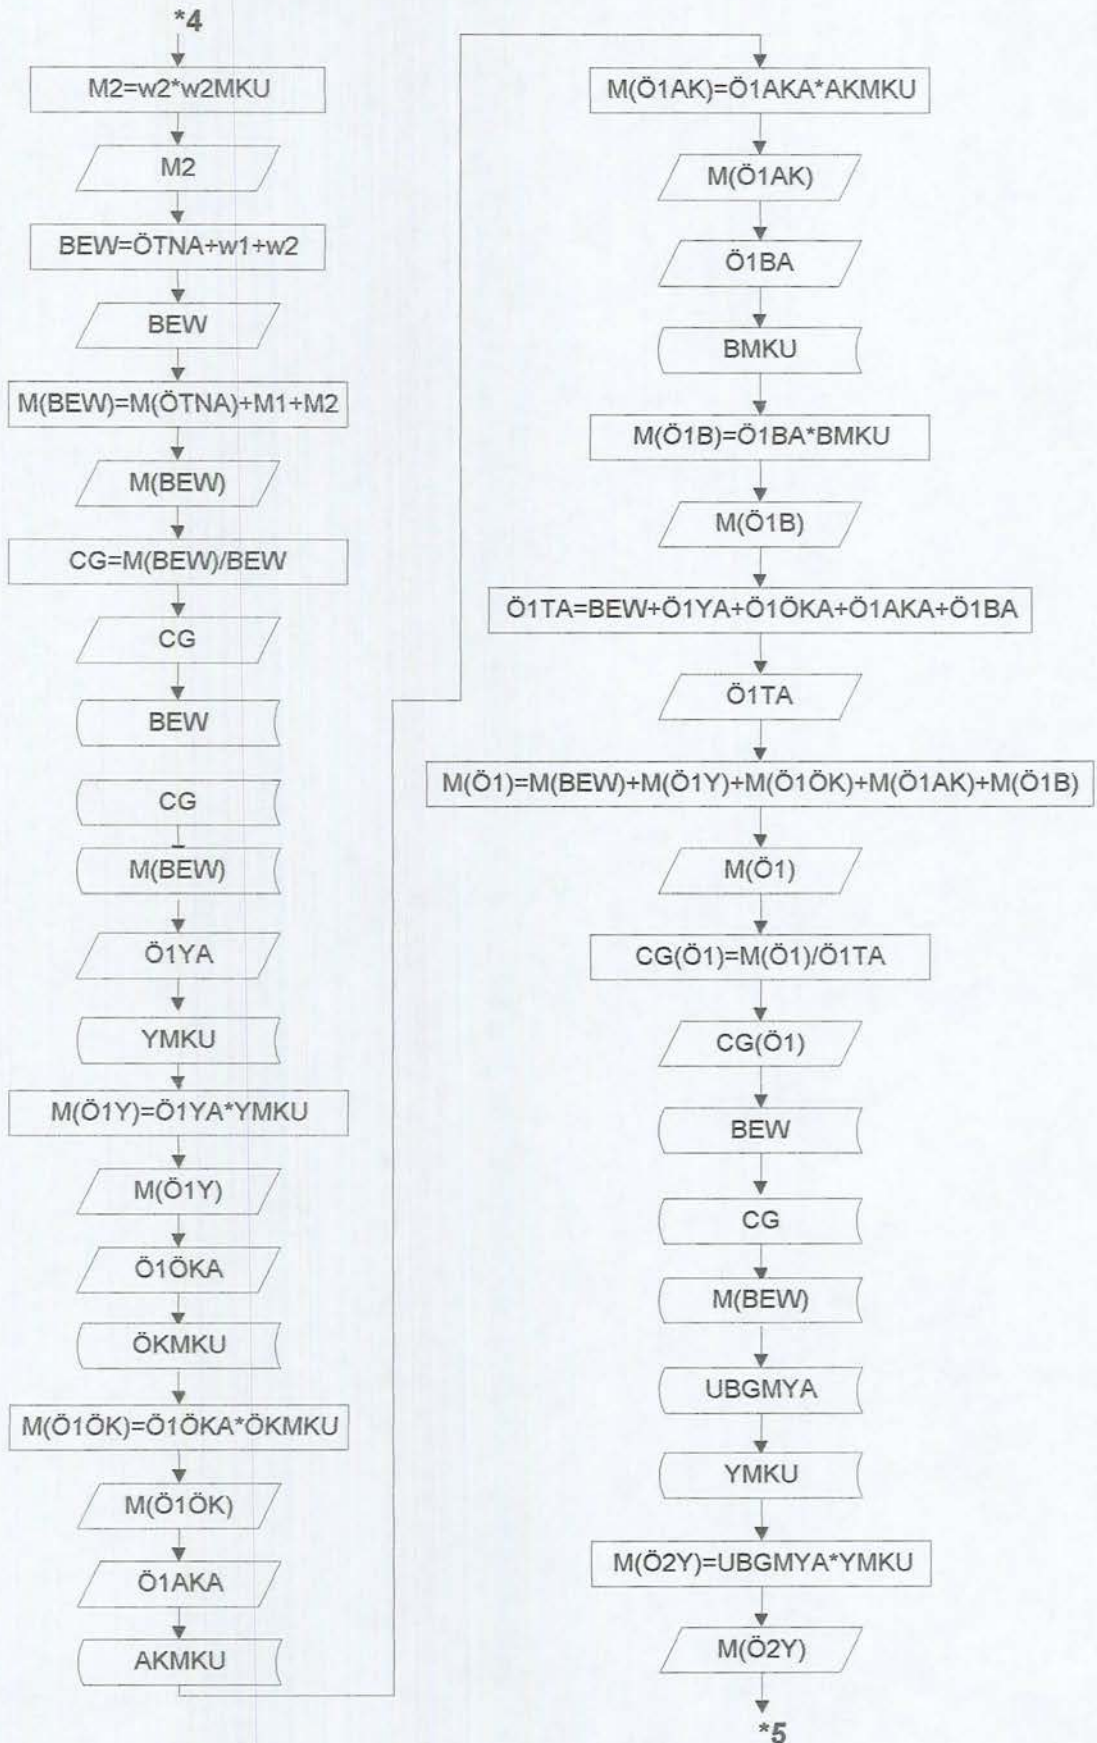 *4
M2=w2*w2MKU
M2
BEW=ÖTNA+w1+w2
BEW
M(BEW)=M(ÖTNA)+M1+M2
M(BEW)
CG=M(BEW)/BEW
CG
BEW
CG
M(BEW)
Ö1YA
YMKU
M(Ö1Y)=Ö1YA*YMKU
M(Ö1Y)
Ö1ÖKA
ÖKMKU
M(Ö1ÖK)=Ö1ÖKA*ÖKMKU
M(Ö1ÖK)
Ö1AKA
AKMKU
M(Ö1AK)=Ö1AKA*AKMKU
M(Ö1AK)
Ö1BA
BMKU
M(Ö1B)=Ö1BA*BMKU
M(Ö1B)
Ö1TA=BEW+Ö1YA+Ö1ÖKA+Ö1AKA+Ö1BA
Ö1TA
M(Ö1)=M(BEW)+M(Ö1Y)+M(Ö1ÖK)+M(Ö1AK)+M(Ö1B)
M(Ö1)
CG(Ö1)=M(Ö1)/Ö1TA
CG(Ö1)
BEW
CG
M(BEW)
UBGMYA
YMKU
M(Ö2Y)=UBGMYA*YMKU
M(Ö2Y)
*5